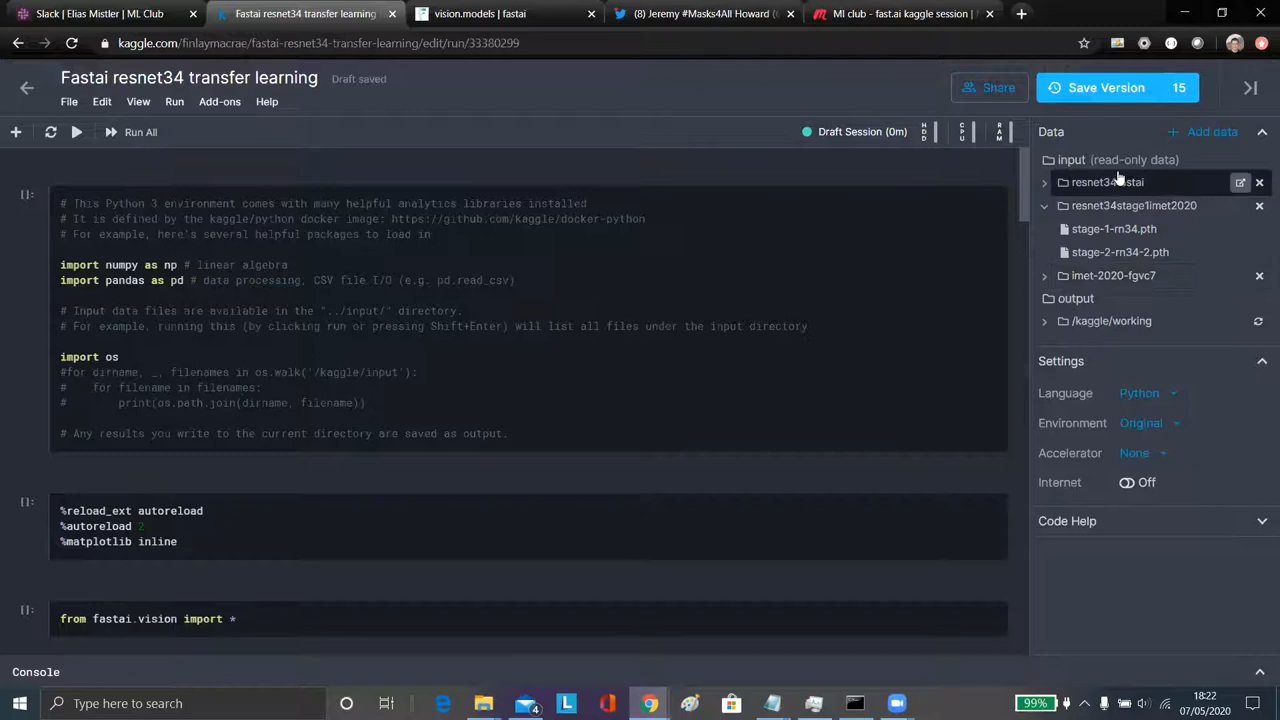 Slack | Elias Mistler | ML Club
Fastai resnet34 transfer learning
vision.models | fastai
(8) Jeremy #Masks4All Howard (
Ml club - fast.ai kaggle session |
kaggle.com/finlaymacrae/fastai-resnet34-transfer-learning/edit/run/33380299
Fastai resnet34 transfer learning Draft saved
File Edit View Run Add-ons Help
Share
Save Version 15
Run All
Draft Session (0m)
HDD
CPU
RAM
# This Python 3 environment comes with many helpful analytics libraries installed
# It is defined by the kaggle/python docker image: https://github.com/kaggle/docker-python
# For example, here's several helpful packages to load in
import numpy as np # linear algebra
import pandas as pd # data processing, CSV file I/O (e.g. pd.read_csv)
# Input data files are available in the "../input/" directory.
# For example, running this (by clicking run or pressing Shift+Enter) will list all files under the input directory
import os
#for dirname, _, filenames in os.walk('/kaggle/input'):
# for filename in filenames:
# print(os.path.join(dirname, filename))
# Any results you write to the current directory are saved as output.
[]:
%reload_ext autoreload
%autoreload 2
%matplotlib inline
[]:
from fastai.vision import *
[]:
Console
Data
+ Add data
input (read-only data)
resnet34fastai
resnet34stage1imet2020
stage-1-rn34.pth
stage-2-rn34-2.pth
imet-2020-fgvc7
output
/kaggle/working
Settings
Language Python
Environment Original
Accelerator None
Internet Off
Code Help
Type here to search
4
L
99%
18:22
07/05/2020